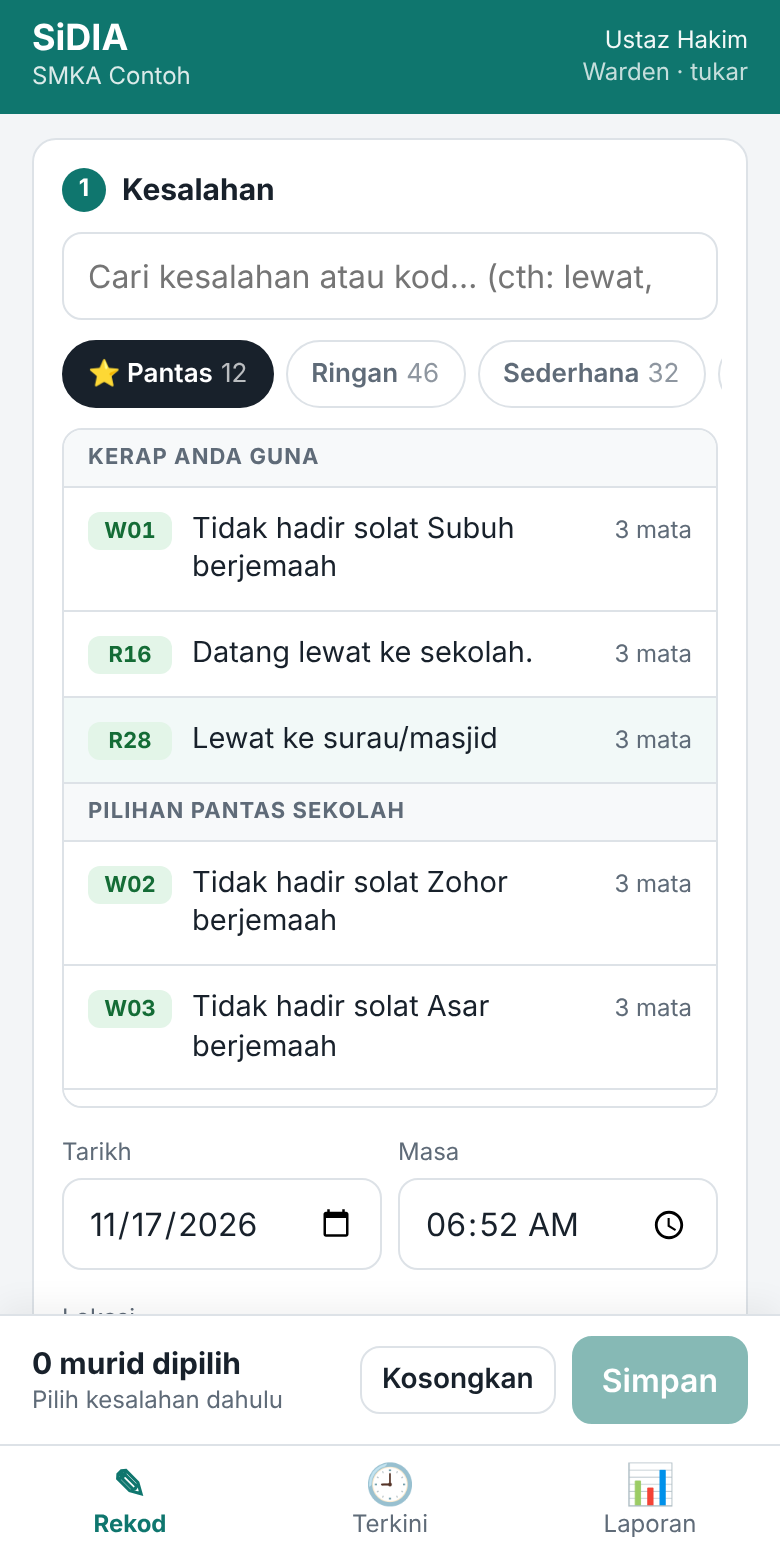 SiDIA
SMKA Contoh
Ustaz Hakim
Warden · tukar
1 Kesalahan
Cari kesalahan atau kod... (cth: lewat,
⭐ Pantas 12
Ringan 46
Sederhana 32
KERAP ANDA GUNA
W01 Tidak hadir solat Subuh berjemaah 3 mata
R16 Datang lewat ke sekolah. 3 mata
R28 Lewat ke surau/masjid 3 mata
PILIHAN PANTAS SEKOLAH
W02 Tidak hadir solat Zohor berjemaah 3 mata
W03 Tidak hadir solat Asar berjemaah 3 mata
Tarikh
Masa
11/17/2026
06:52 AM
0 murid dipilih
Pilih kesalahan dahulu
Kosongkan
Simpan
Rekod
Terkini
Laporan